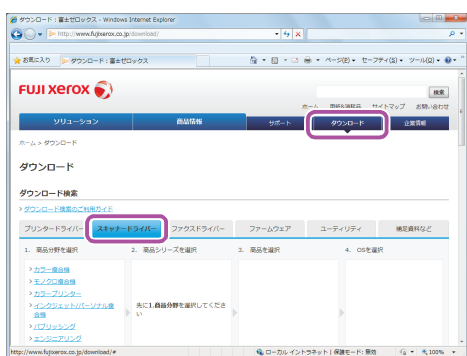 ダウンロード：富士ゼロックス - Windows Internet Explorer
http://www.fujixerox.co.jp/download/
お気に入り
ダウンロード：富士ゼロックス
ページ(P) セーフティ(S) ツール(O)
FUJI XEROX
検索
ホーム 用紙&消耗品 サイトマップ お問い合わせ
ソリューション 商品情報 サポート ダウンロード 企業情報
ホーム > ダウンロード
ダウンロード
ダウンロード検索
> ダウンロード検索のご利用ガイド
プリンタードライバー スキャナードライバー ファクスドライバー ファームウェア ユーティリティ 補足資料など
1. 商品分野を選択 2. 商品シリーズを選択 3. 商品を選択 4. OSを選択
> カラー複合機
> モノクロ複合機
> カラープリンター
> インクジェット/パーソナル複合機
> パブリッシング
> エンジニアリング
先に1.商品分野を選択してください
http://www.fujixerox.co.jp/download/#
ローカル イントラネット | 保護モード: 無効
100%